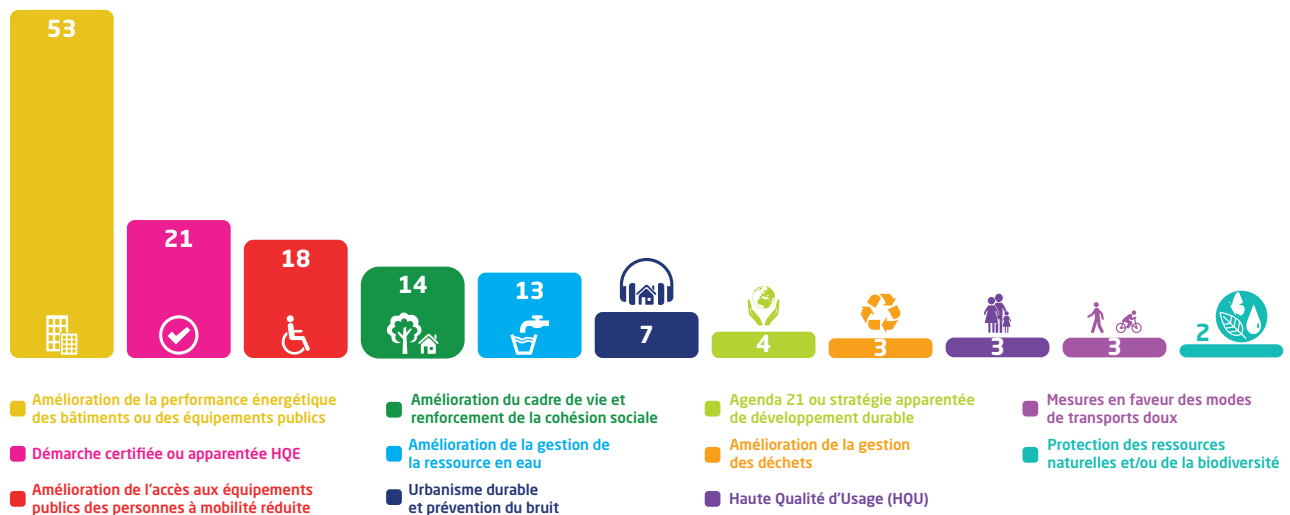 53
21
18
14
13
7
4
3
3
3
2
Amélioration de la performance énergétique
des bâtiments ou des équipements publics
Démarche certifiée ou apparentée HQE
Amélioration de l'accès aux équipements
publics des personnes à mobilité réduite
Amélioration du cadre de vie et
renforcement de la cohésion sociale
Amélioration de la gestion de
la ressource en eau
Urbanisme durable
et prévention du bruit
Agenda 21 ou stratégie apparentée
de développement durable
Amélioration de la gestion
des déchets
Haute Qualité d'Usage (HQU)
Mesures en faveur des modes
de transports doux
Protection des ressources
naturelles et/ou de la biodiversité